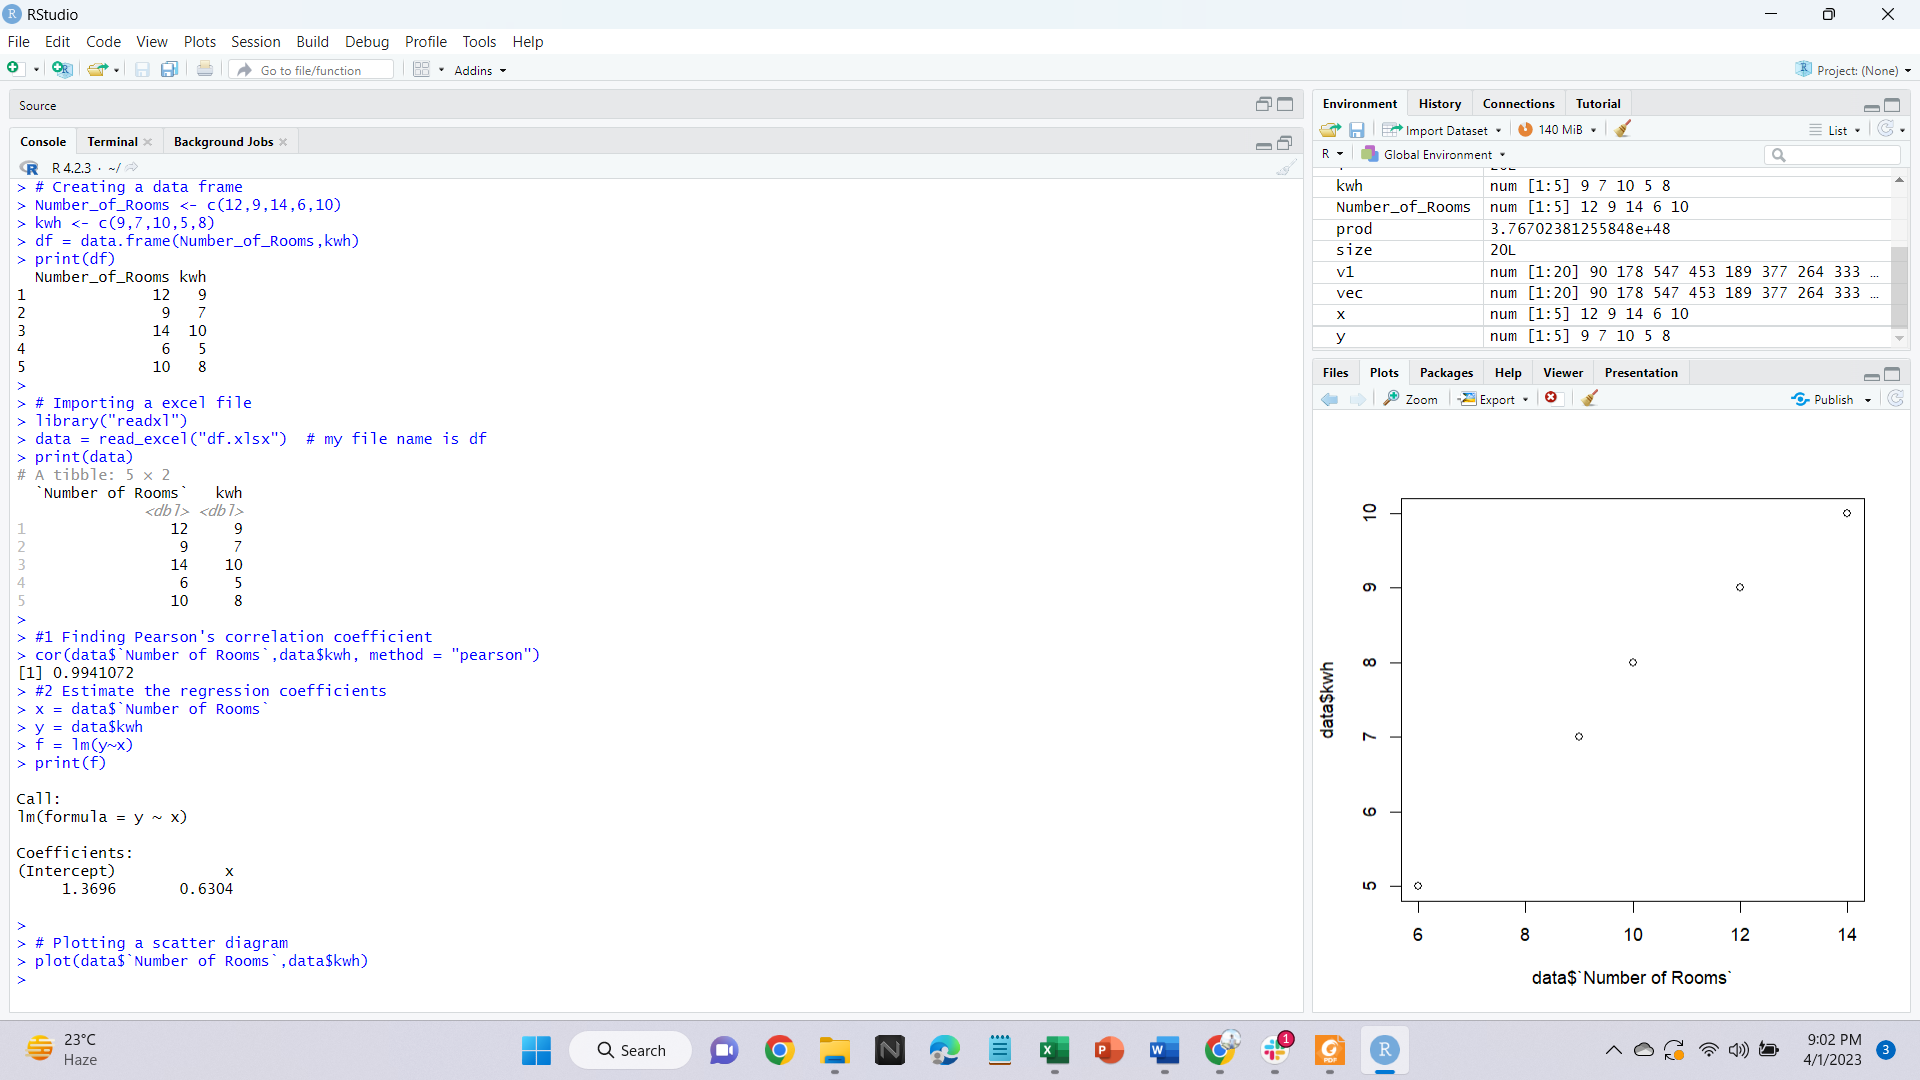 RStudio
File Edit Code View Plots Session Build Debug Profile Tools Help
Go to file/function Addins Project: (None)
Source
Console Terminal Background Jobs
R 4.2.3 · ~/
> # Creating a data frame
> Number_of_Rooms <- c(12,9,14,6,10)
> kwh <- c(9,7,10,5,8)
> df = data.frame(Number_of_Rooms,kwh)
> print(df)
  Number_of_Rooms kwh
1              12   9
2               9   7
3              14  10
4               6   5
5              10   8
>
> # Importing a excel file
> library("readxl")
> data = read_excel("df.xlsx")  # my file name is df
> print(data)
# A tibble: 5 × 2
  `Number of Rooms`   kwh
              <dbl> <dbl>
1                12     9
2                 9     7
3                14    10
4                 6     5
5                10     8
>
> #1 Finding Pearson's correlation coefficient
> cor(data$`Number of Rooms`,data$kwh, method = "pearson")
[1] 0.9941072
> #2 Estimate the regression coefficients
> x = data$`Number of Rooms`
> y = data$kwh
> f = lm(y~x)
> print(f)
Call:
lm(formula = y ~ x)
Coefficients:
(Intercept)            x
     1.3696       0.6304
>
> # Plotting a scatter diagram
> plot(data$`Number of Rooms`,data$kwh)
>
Environment History Connections Tutorial
Import Dataset 140 MiB List
R Global Environment
kwh num [1:5] 9 7 10 5 8
Number_of_Rooms num [1:5] 12 9 14 6 10
prod 3.76702381255848e+48
size 20L
v1 num [1:20] 90 178 547 453 189 377 264 333 …
vec num [1:20] 90 178 547 453 189 377 264 333 …
x num [1:5] 12 9 14 6 10
y num [1:5] 9 7 10 5 8
Files Plots Packages Help Viewer Presentation
Zoom Export Publish
10
9
8
7
6
5
data$kwh
6 8 10 12 14
data$`Number of Rooms`
23°C
Haze
Search
1
9:02 PM
4/1/2023
3